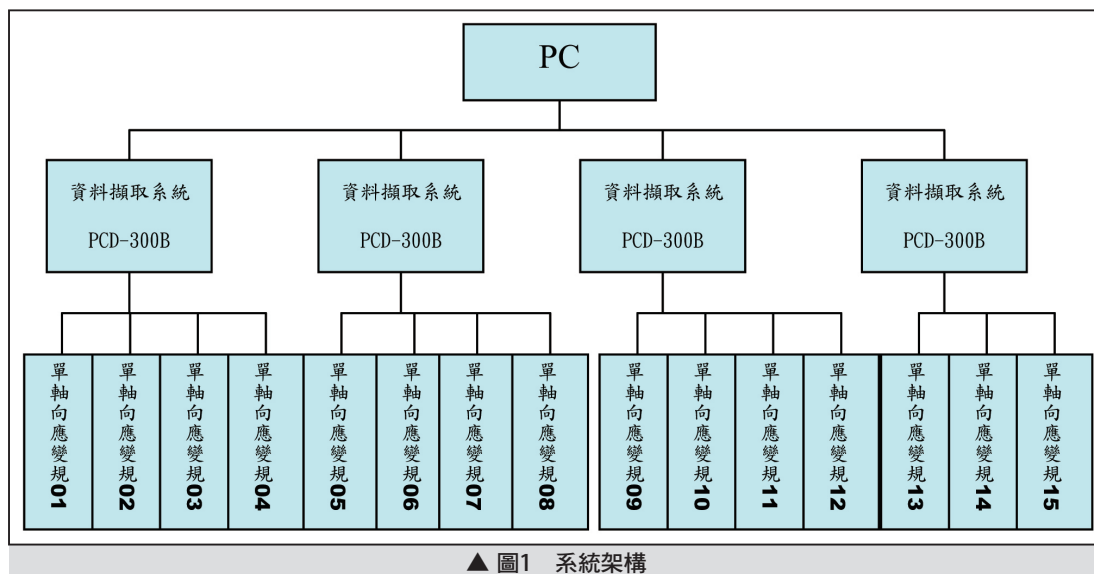 PC
資料擷取系統
PCD-300B
資料擷取系統
PCD-300B
資料擷取系統
PCD-300B
資料擷取系統
PCD-300B
單軸向應變規01
單軸向應變規02
單軸向應變規03
單軸向應變規04
單軸向應變規05
單軸向應變規06
單軸向應變規07
單軸向應變規08
單軸向應變規09
單軸向應變規10
單軸向應變規11
單軸向應變規12
單軸向應變規13
單軸向應變規14
單軸向應變規15
▲ 圖1 系統架構